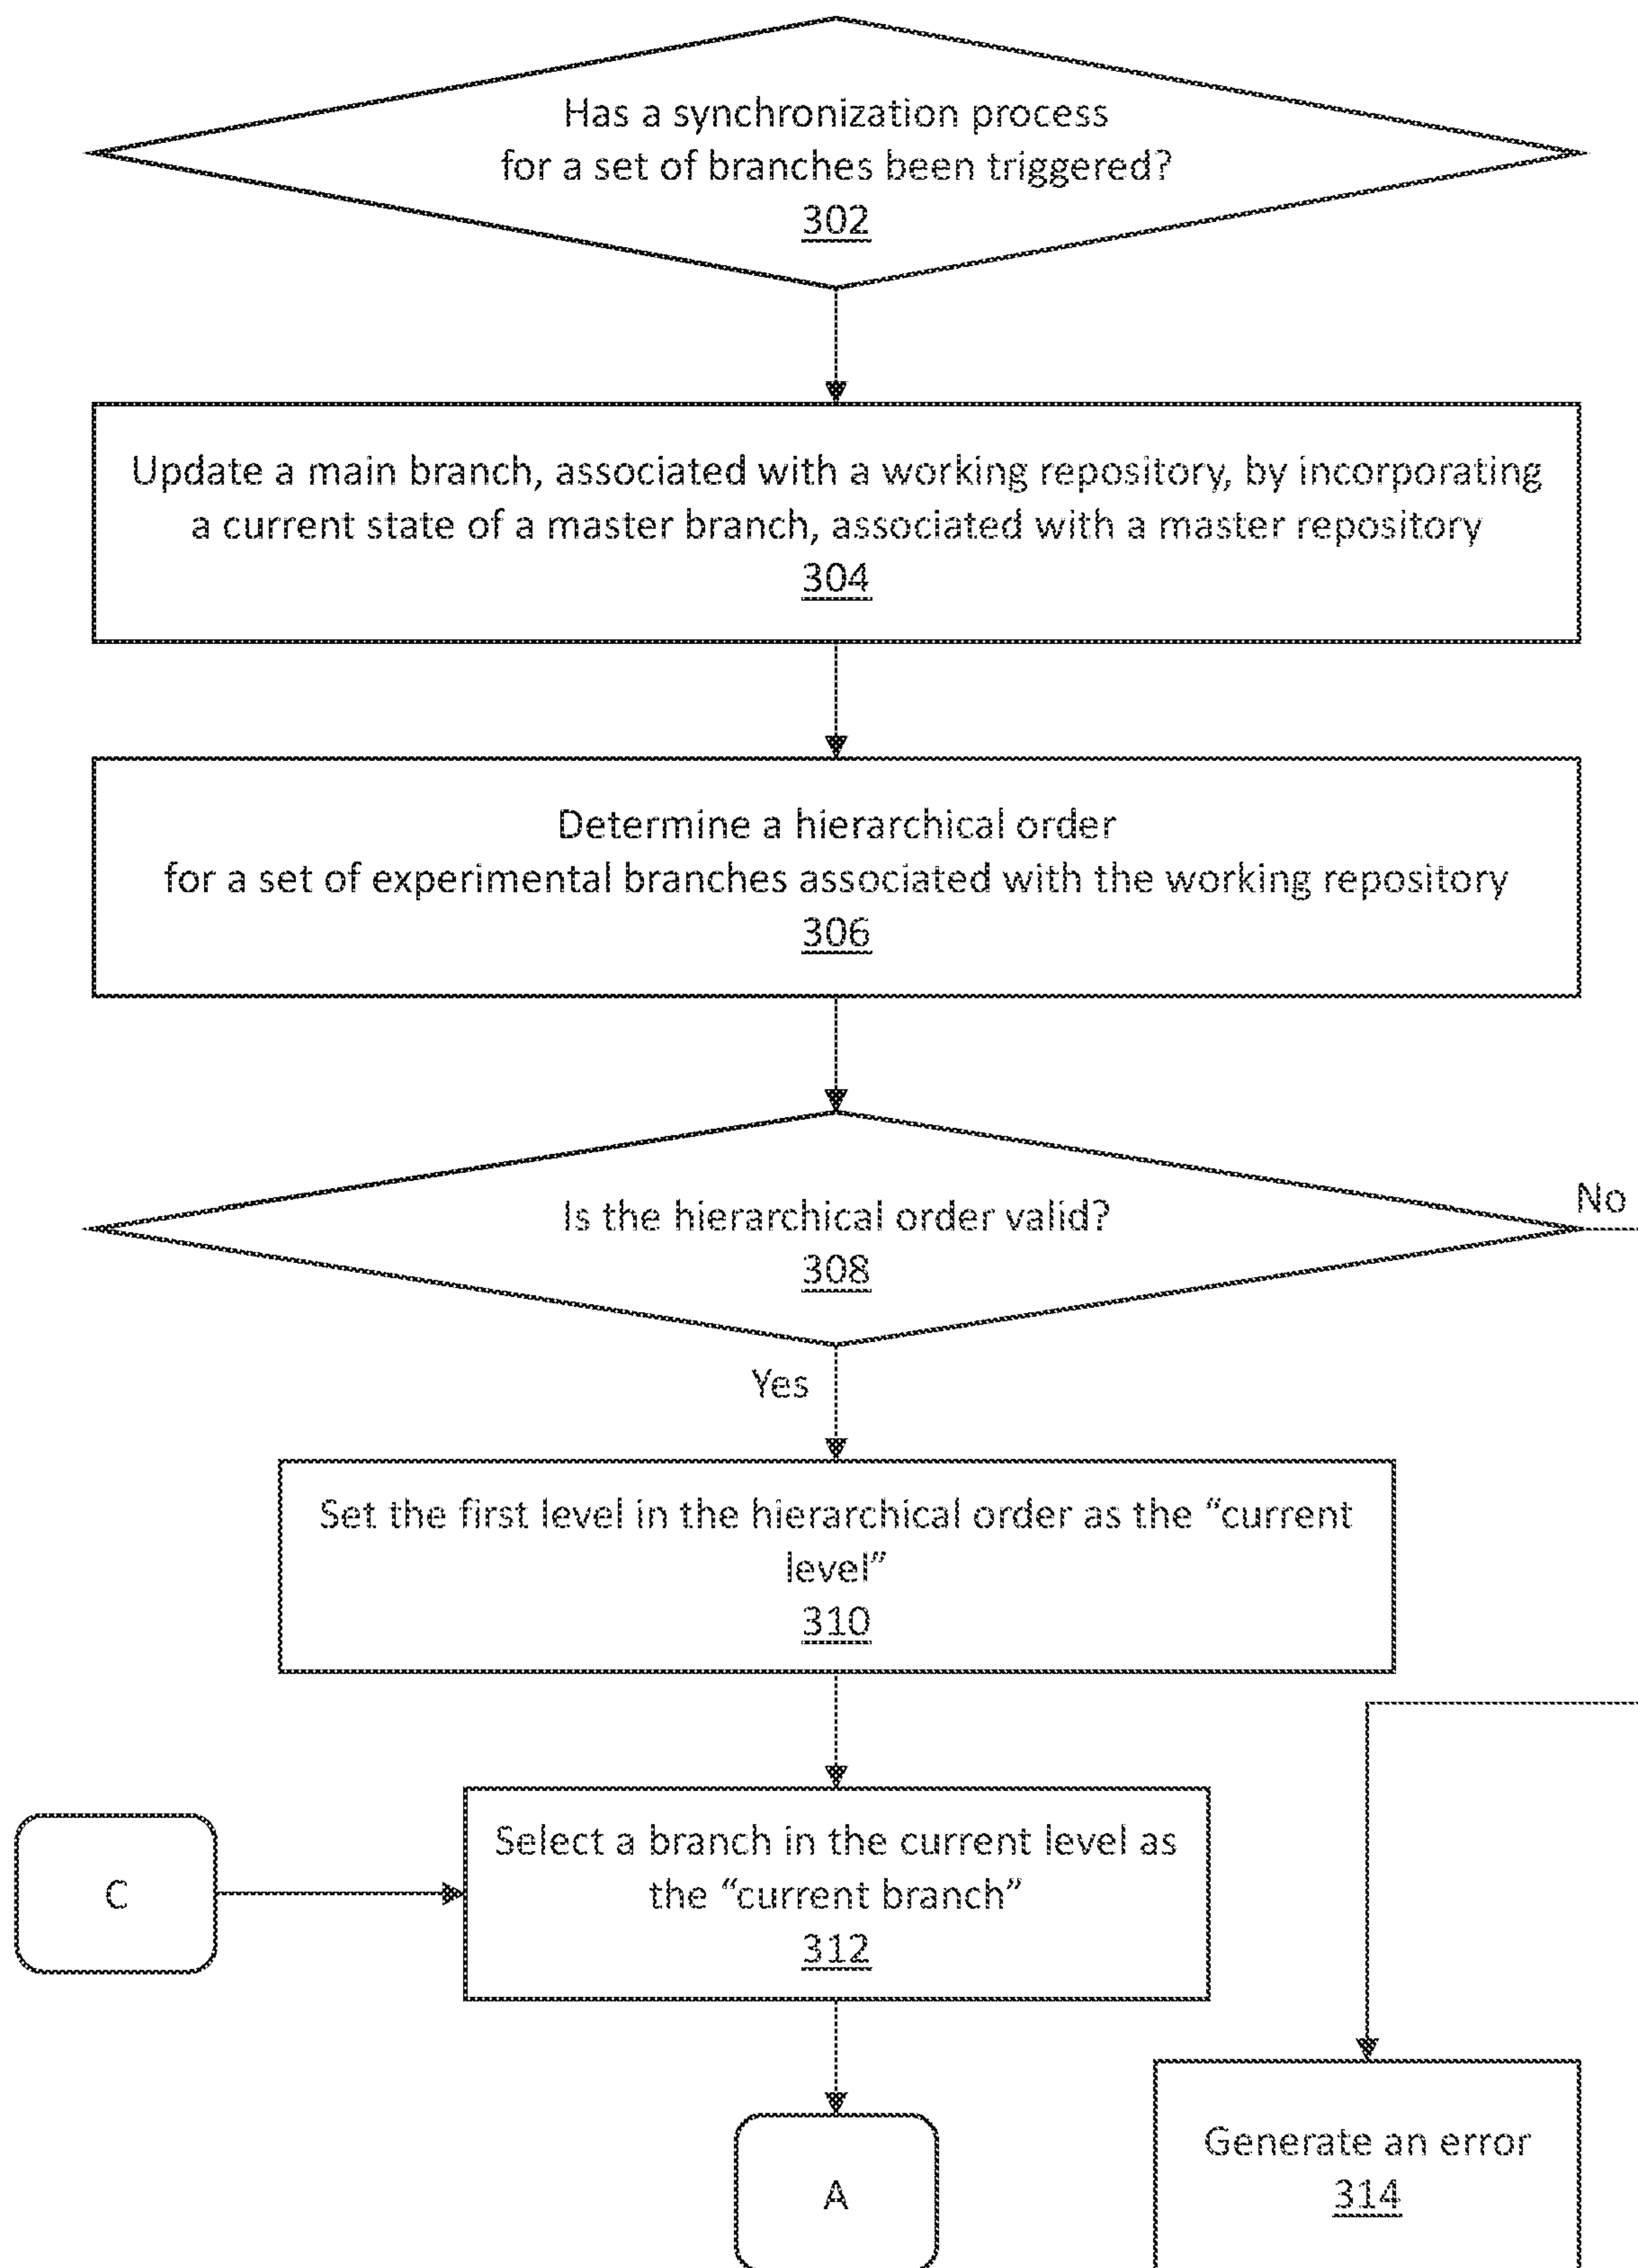 Has a synchronization process
for a set of branches been triggered?
302
Update a main branch, associated with a working repository, by incorporating
a current state of a master branch, associated with a master repository
304
Determine a hierarchical order
for a set of experimental branches associated with the working repository
306
Is the hierarchical order valid?
308
No
Yes
Set the first level in the hierarchical order as the “current
level”
310
Select a branch in the current level as
the “current branch”
312
C
A
Generate an error
314